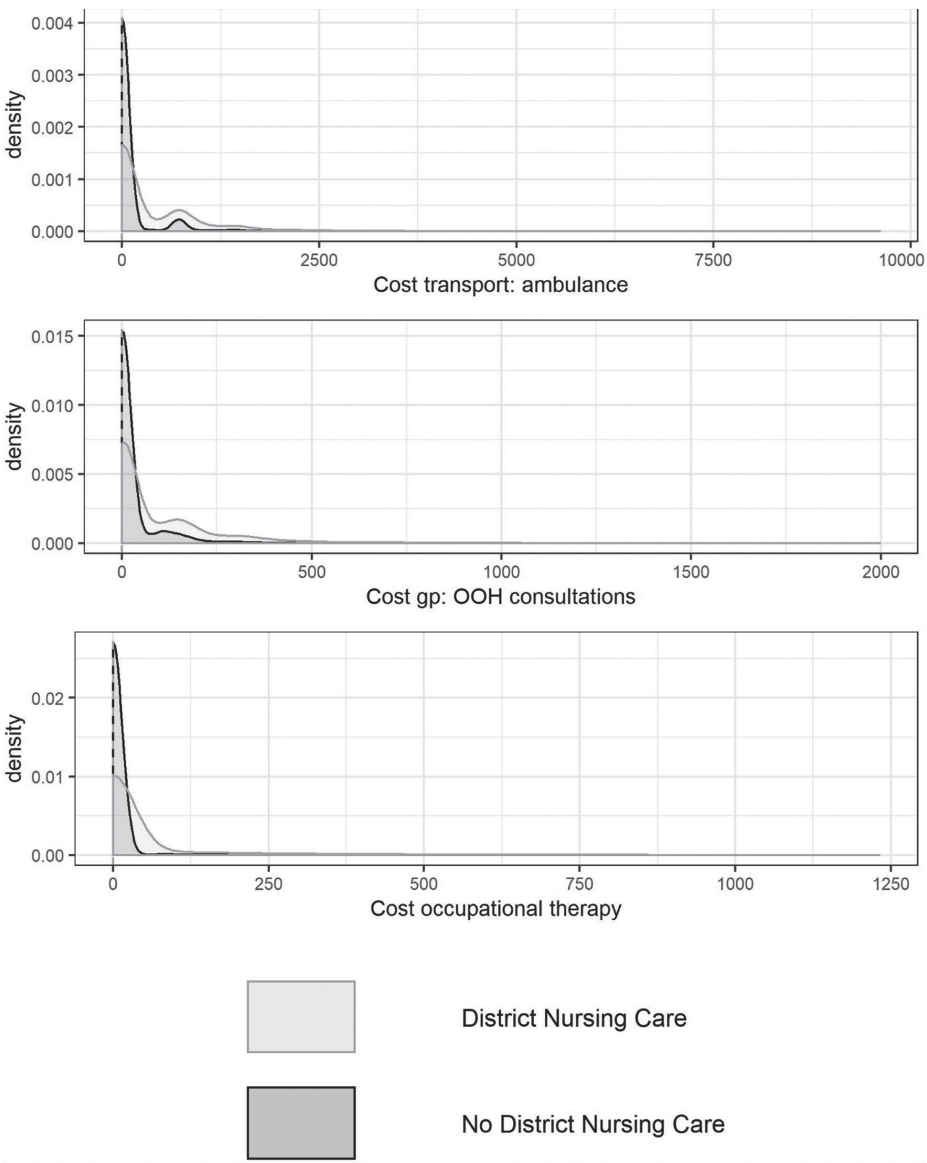 0.004
0.003
0.002
0.001
0.000
density
0 2500 5000 7500 10000
Cost transport: ambulance
0.015
0.010
0.005
0.000
density
0 500 1000 1500 2000
Cost gp: OOH consultations
0.02
0.01
0.00
density
0 250 500 750 1000 1250
Cost occupational therapy
District Nursing Care
No District Nursing Care